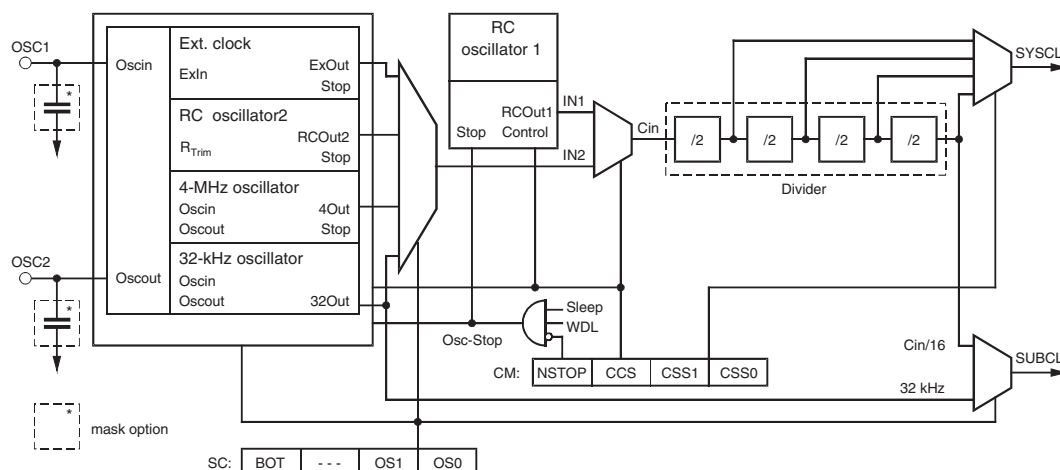 OSC1
*
OSC2
*
*
mask option
Oscin
Oscout
Ext. clock
ExIn
ExOut
Stop
RC oscillator2
RTrim
RCOut2
Stop
4-MHz oscillator
Oscin
Oscout
4Out
Stop
32-kHz oscillator
Oscin
Oscout
32Out
RC
oscillator 1
RCOut1
Stop
Control
IN1
IN2
Cin
/2
/2
/2
/2
Divider
SYSCL
Sleep
WDL
Osc-Stop
CM:
NSTOP
CCS
CSS1
CSS0
Cin/16
32 kHz
SUBCL
SC:
BOT
- - -
OS1
OS0